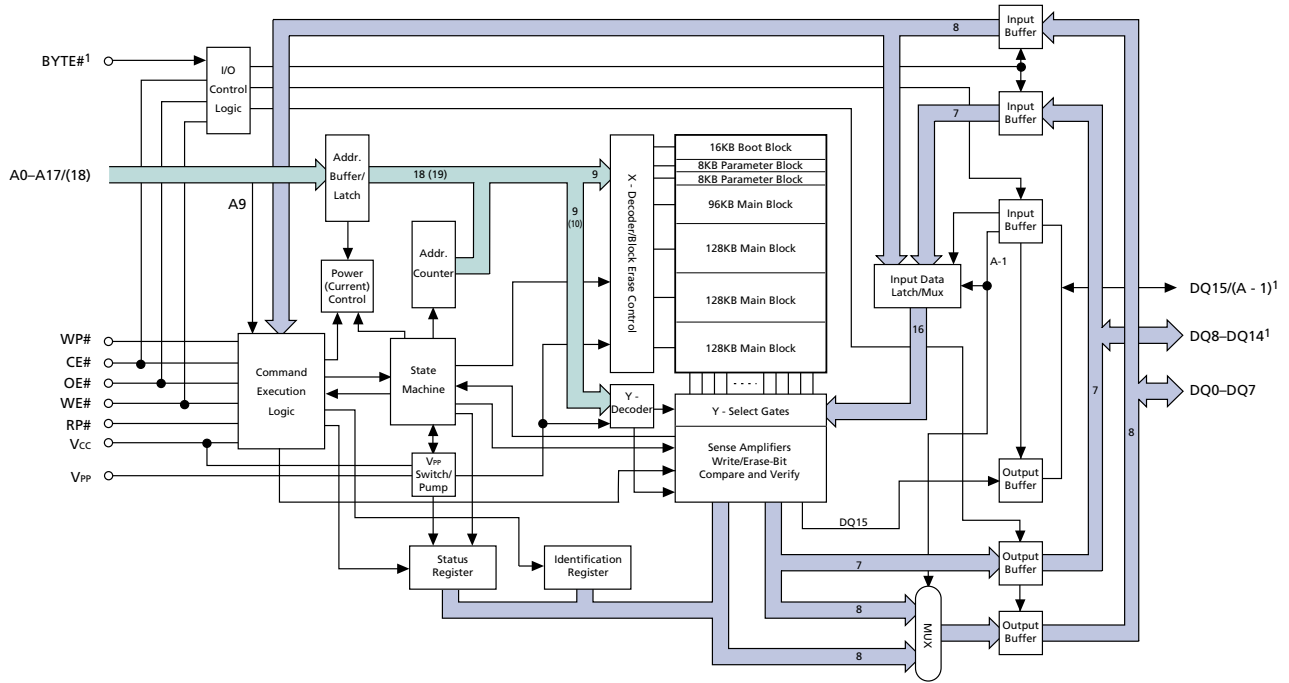 BYTE#1
A0–A17/(18)
A9
WP#
CE#
OE#
WE#
RP#
VCC
VPP
I/O
Control
Logic
Addr.
Buffer/
Latch
18 (19)
9
9
(10)
Power
(Current)
Control
Addr.
Counter
Command
Execution
Logic
State
Machine
VPP
Switch/
Pump
Status
Register
Identification
Register
X - Decoder/Block Erase Control
16KB Boot Block
8KB Parameter Block
8KB Parameter Block
96KB Main Block
128KB Main Block
128KB Main Block
128KB Main Block
Y -
Decoder
Y - Select Gates
Sense Amplifiers
Write/Erase-Bit
Compare and Verify
8
Input
Buffer
7
Input
Buffer
Input
Buffer
A-1
Input Data
Latch/Mux
16
DQ15
Output
Buffer
7
Output
Buffer
8
8
MUX
Output
Buffer
7
8
DQ15/(A - 1)1
DQ8–DQ141
DQ0–DQ7